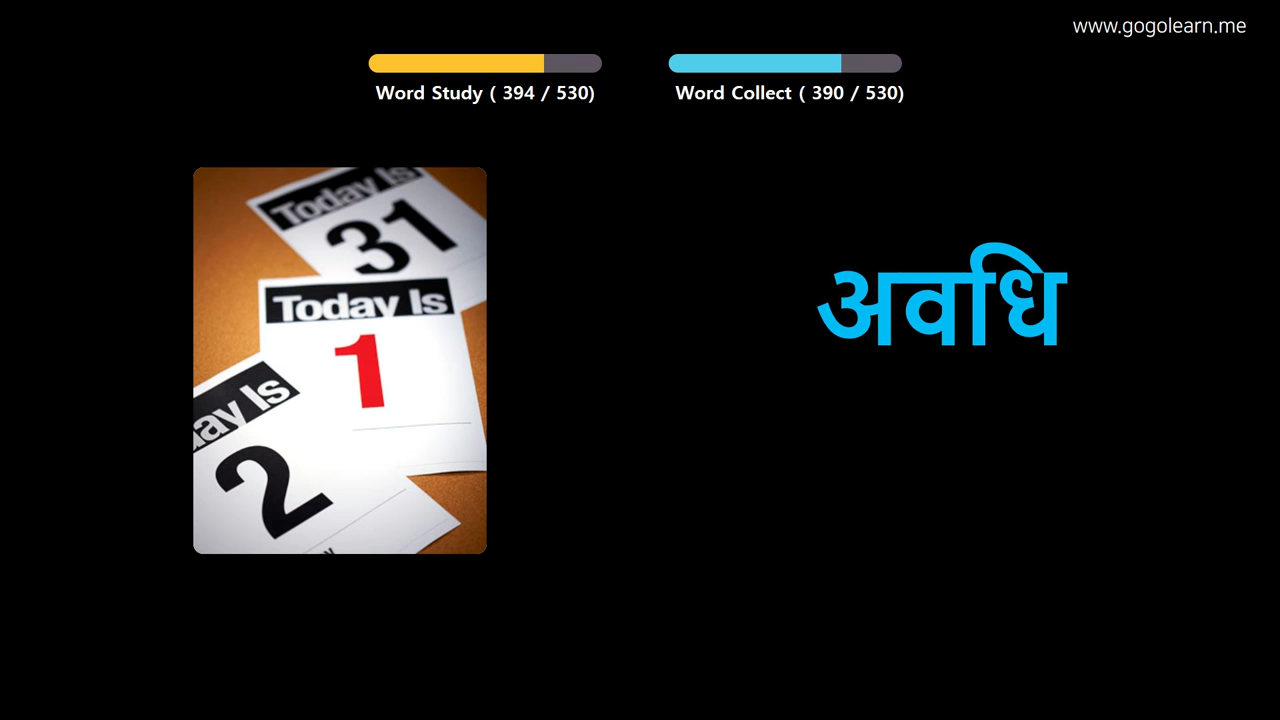 www.gogolearn.me
Word Study ( 394 / 530)
Word Collect ( 390 / 530)
Today Is
31
Today Is
1
ay Is
2
अवधि